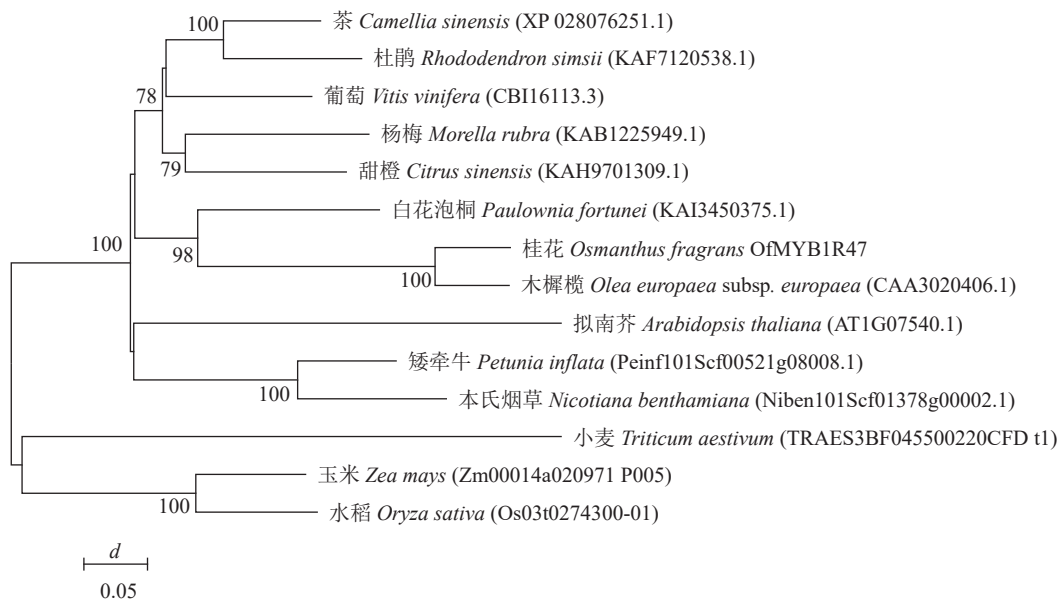 100
茶 Camellia sinensis (XP 028076251.1)
杜鹃 Rhododendron simsii (KAF7120538.1)
78
葡萄 Vitis vinifera (CBI16113.3)
杨梅 Morella rubra (KAB1225949.1)
79
甜橙 Citrus sinensis (KAH9701309.1)
白花泡桐 Paulownia fortunei (KAI3450375.1)
100
98
桂花 Osmanthus fragrans OfMYB1R47
100
木樨榄 Olea europaea subsp. europaea (CAA3020406.1)
拟南芥 Arabidopsis thaliana (AT1G07540.1)
矮牵牛 Petunia inflata (Peinf101Scf00521g08008.1)
100
本氏烟草 Nicotiana benthamiana (Niben101Scf01378g00002.1)
小麦 Triticum aestivum (TRAES3BF045500220CFD t1)
玉米 Zea mays (Zm00014a020971 P005)
100
水稻 Oryza sativa (Os03t0274300-01)
d
0.05